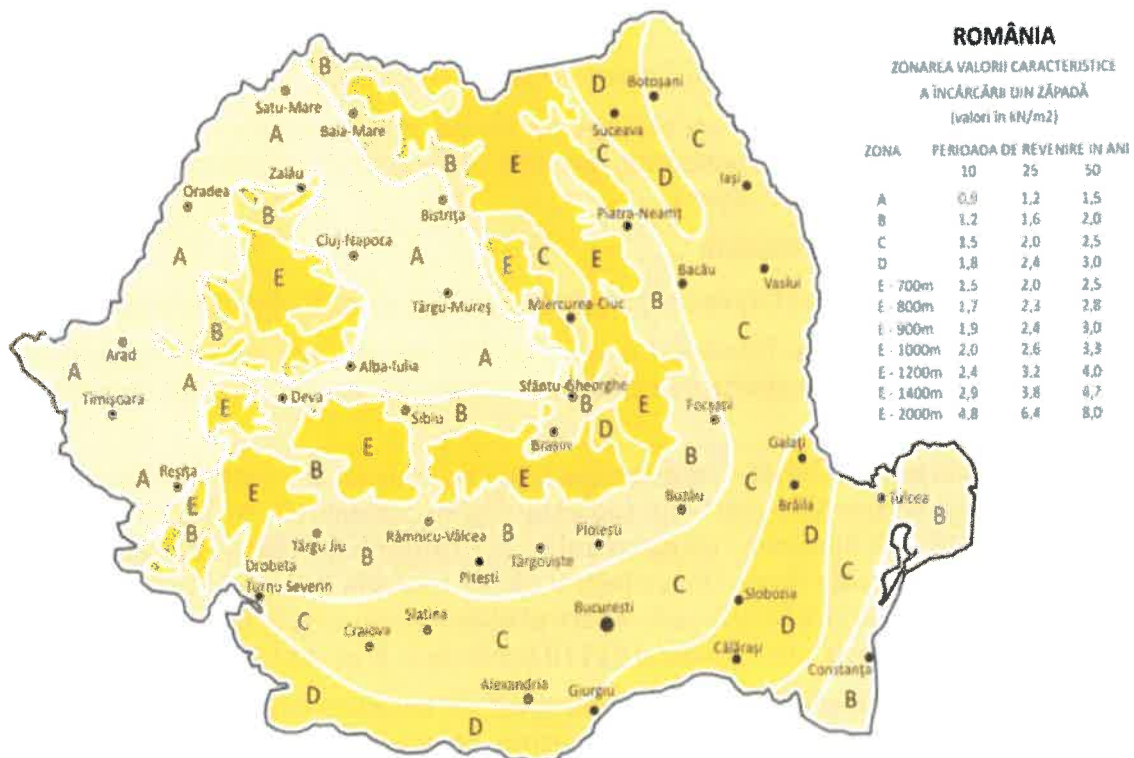 ROMÂNIA
ZONAREA VALORII CARACTERISTICE
A ÎNCĂRCĂRII DIN ZĂPADĂ
(valori în kN/m2)
ZONA PERIOADA DE REVENIRE IN ANI
10 25 50
A 0,9 1,2 1,5
B 1,2 1,6 2,0
C 1,5 2,0 2,5
D 1,8 2,4 3,0
E - 700m 1,5 2,0 2,5
E - 800m 1,7 2,3 2,8
E - 900m 1,9 2,4 3,0
E - 1000m 2,0 2,6 3,3
E - 1200m 2,4 3,2 4,0
E - 1400m 2,9 3,8 4,7
E - 2000m 4,8 6,4 8,0
B
D
Botoșani
Satu-Mare
Baia-Mare
Suceava
A
C
B
E
C
D
Zalău
Iași
Oradea
B
Bistrița
Piatra-Neamț
A
Cluj-Napoca
A
E
E
C
E
Bacău
Vaslui
Târgu-Mureș
B
Miercurea-Ciuc
C
B
Arad
A
A
Alba-Iulia
A
Sfântu-Gheorghe
Timișoara
E
Deva
Sibiu
B
B
D
E
Focșani
Brașov
E
Galați
A
Reșița
E
B
E
E
B
C
Brăila
Tulcea
B
B
Târgu Jiu
B
Râmnicu-Vâlcea
B
Buzău
D
Ploiești
Târgoviște
Pitești
C
Drobeta
Turnu Severin
C
Slatina
București
C
Slobozia
Craiova
C
D
Călărași
Constanța
Alexandria
Giurgiu
B
D
D